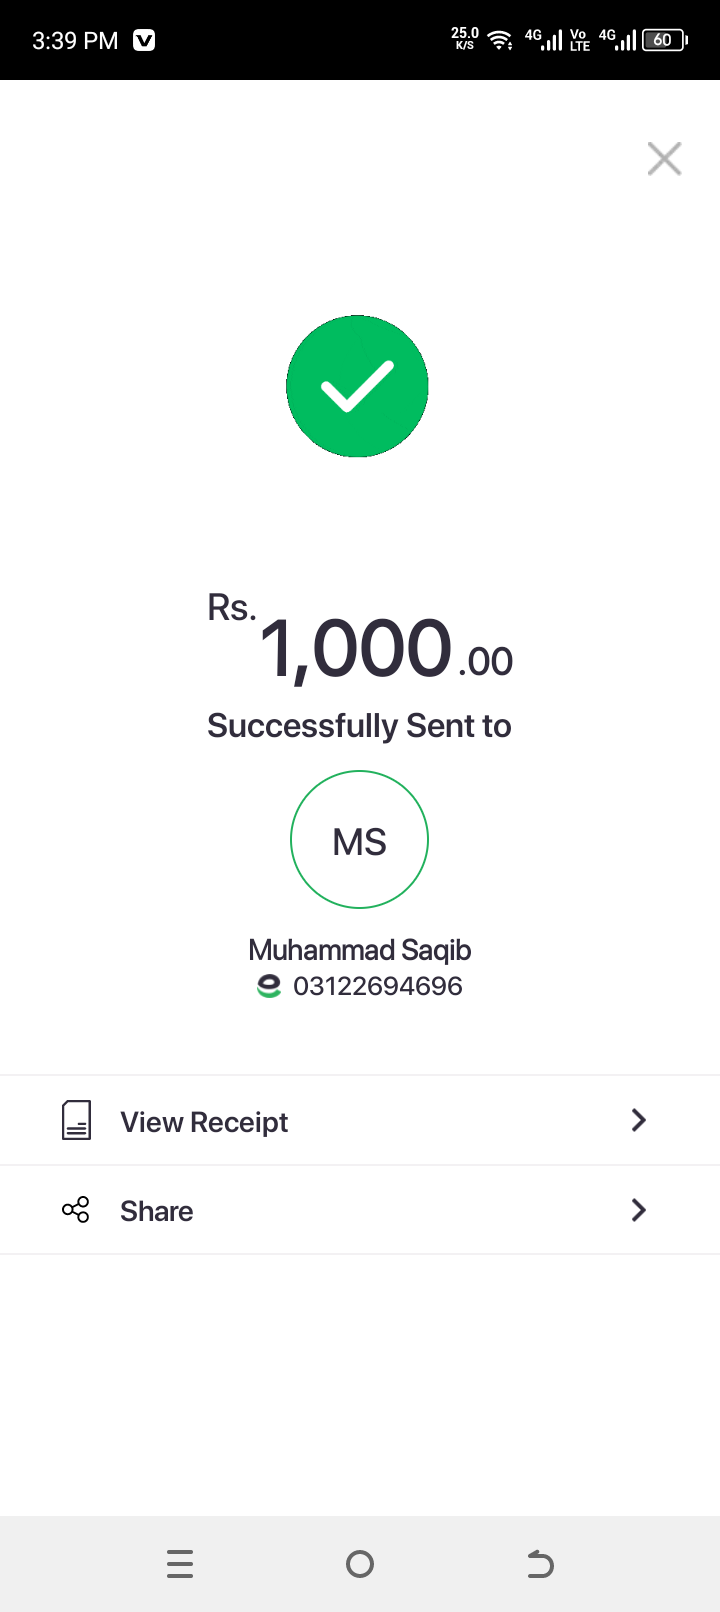 3:39 PM
25.0
K/S
4G
Vo
LTE
4G
60
Rs. 1,000.00
Successfully Sent to
MS
Muhammad Saqib
03122694696
View Receipt
Share